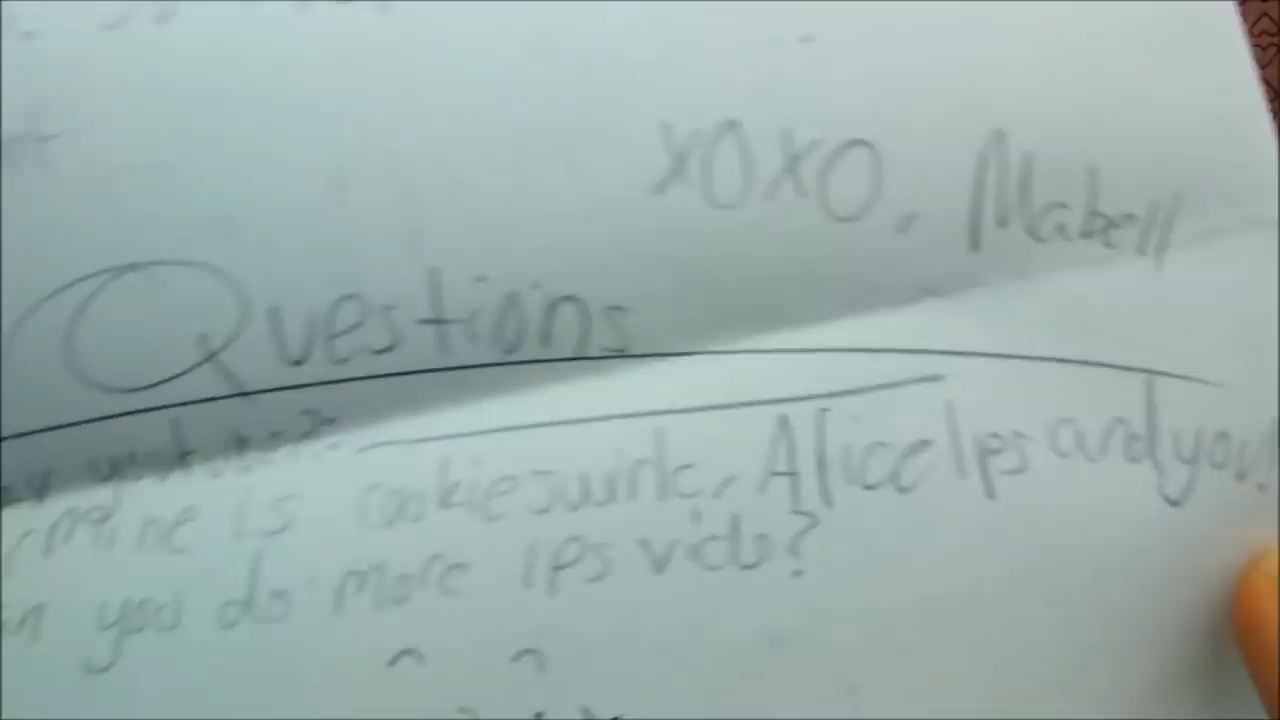 xoxo, Mabell
Questions
mine is cookieswirlc, Alicelps and you!
you do more lps vids?